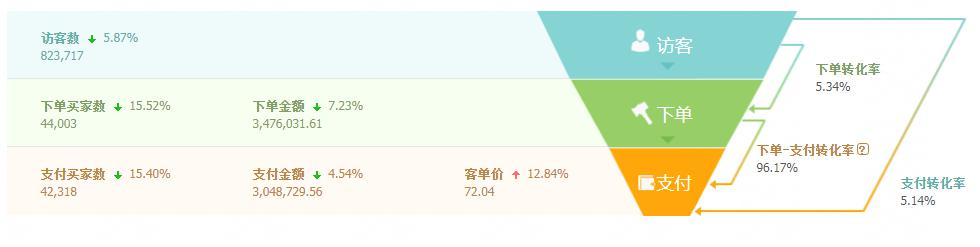 访客数 5.87%
823,717
访客
下单转化率
5.34%
下单买家数 15.52% 下单金额 7.23%
44,003 3,476,031.61
下单
下单-支付转化率?
96.17%
支付买家数 15.40% 支付金额 4.54% 客单价 12.84%
42,318 3,048,729.56 72.04
支付
支付转化率
5.14%